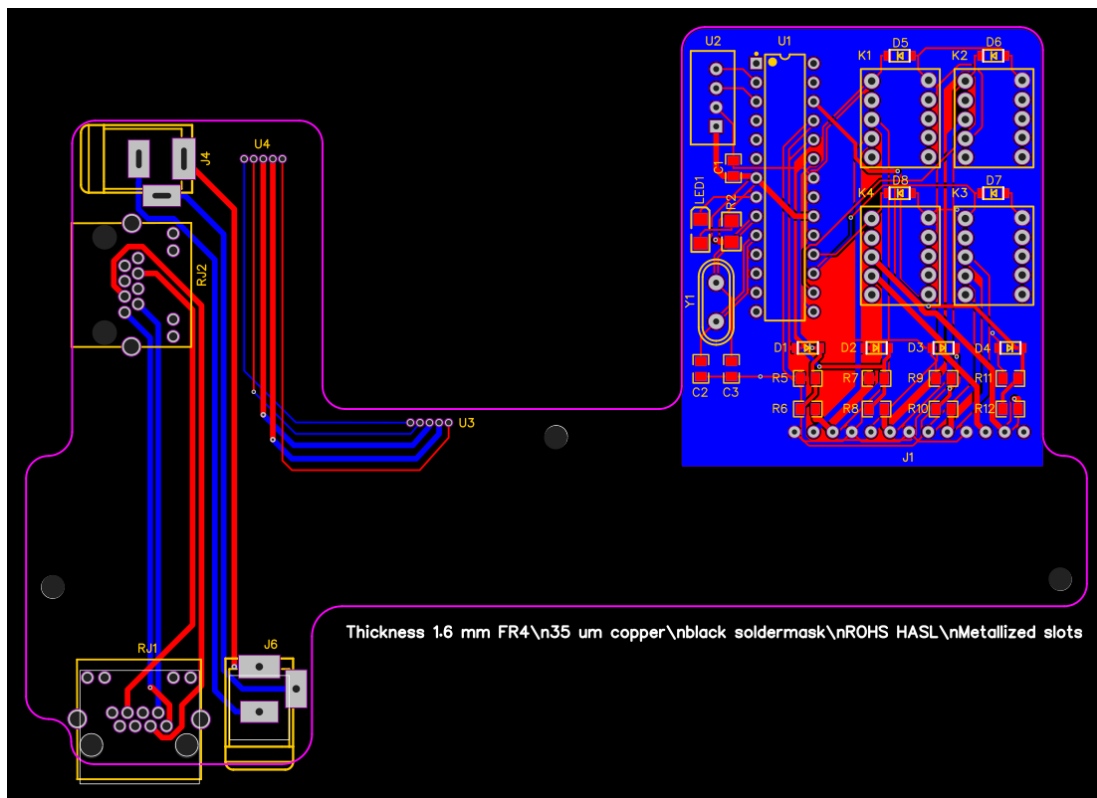 U2
U1
D5
D6
K1
K2
J4
U4
C1
LED1
R2
D8
D7
K4
K3
RJ2
Y1
D1
D2
D3
D4
R5
R7
R9
R11
C2
C3
R6
R8
R10
R12
U3
J1
Thickness 1.6 mm FR4\n35 um copper\nblack soldermask\nROHS HASL\nMetallized slots
RJ1
J6